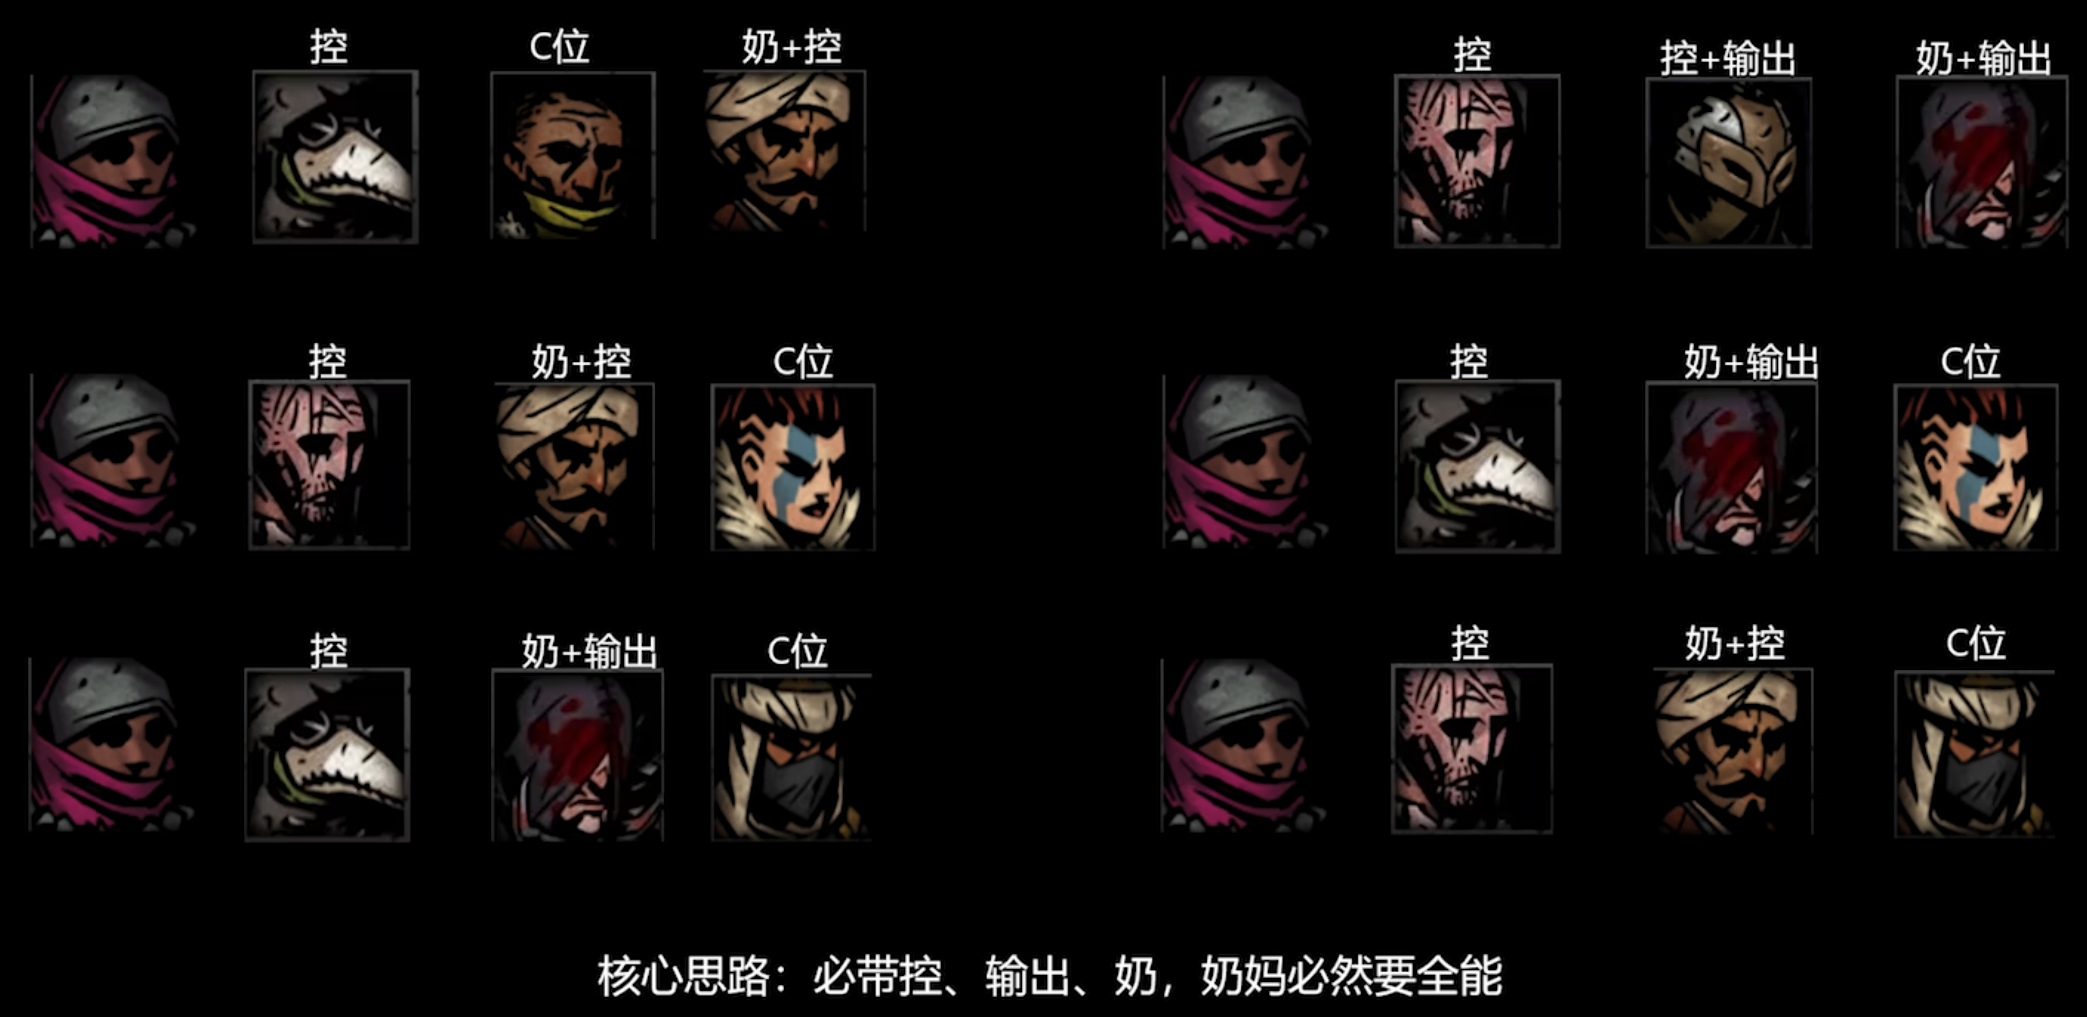 控 C位 奶+控
控 控+输出 奶+输出
控 奶+控 C位
控 奶+输出 C位
控 奶+输出 C位
控 奶+控 C位
核心思路：必带控、输出、奶，奶妈必然要全能